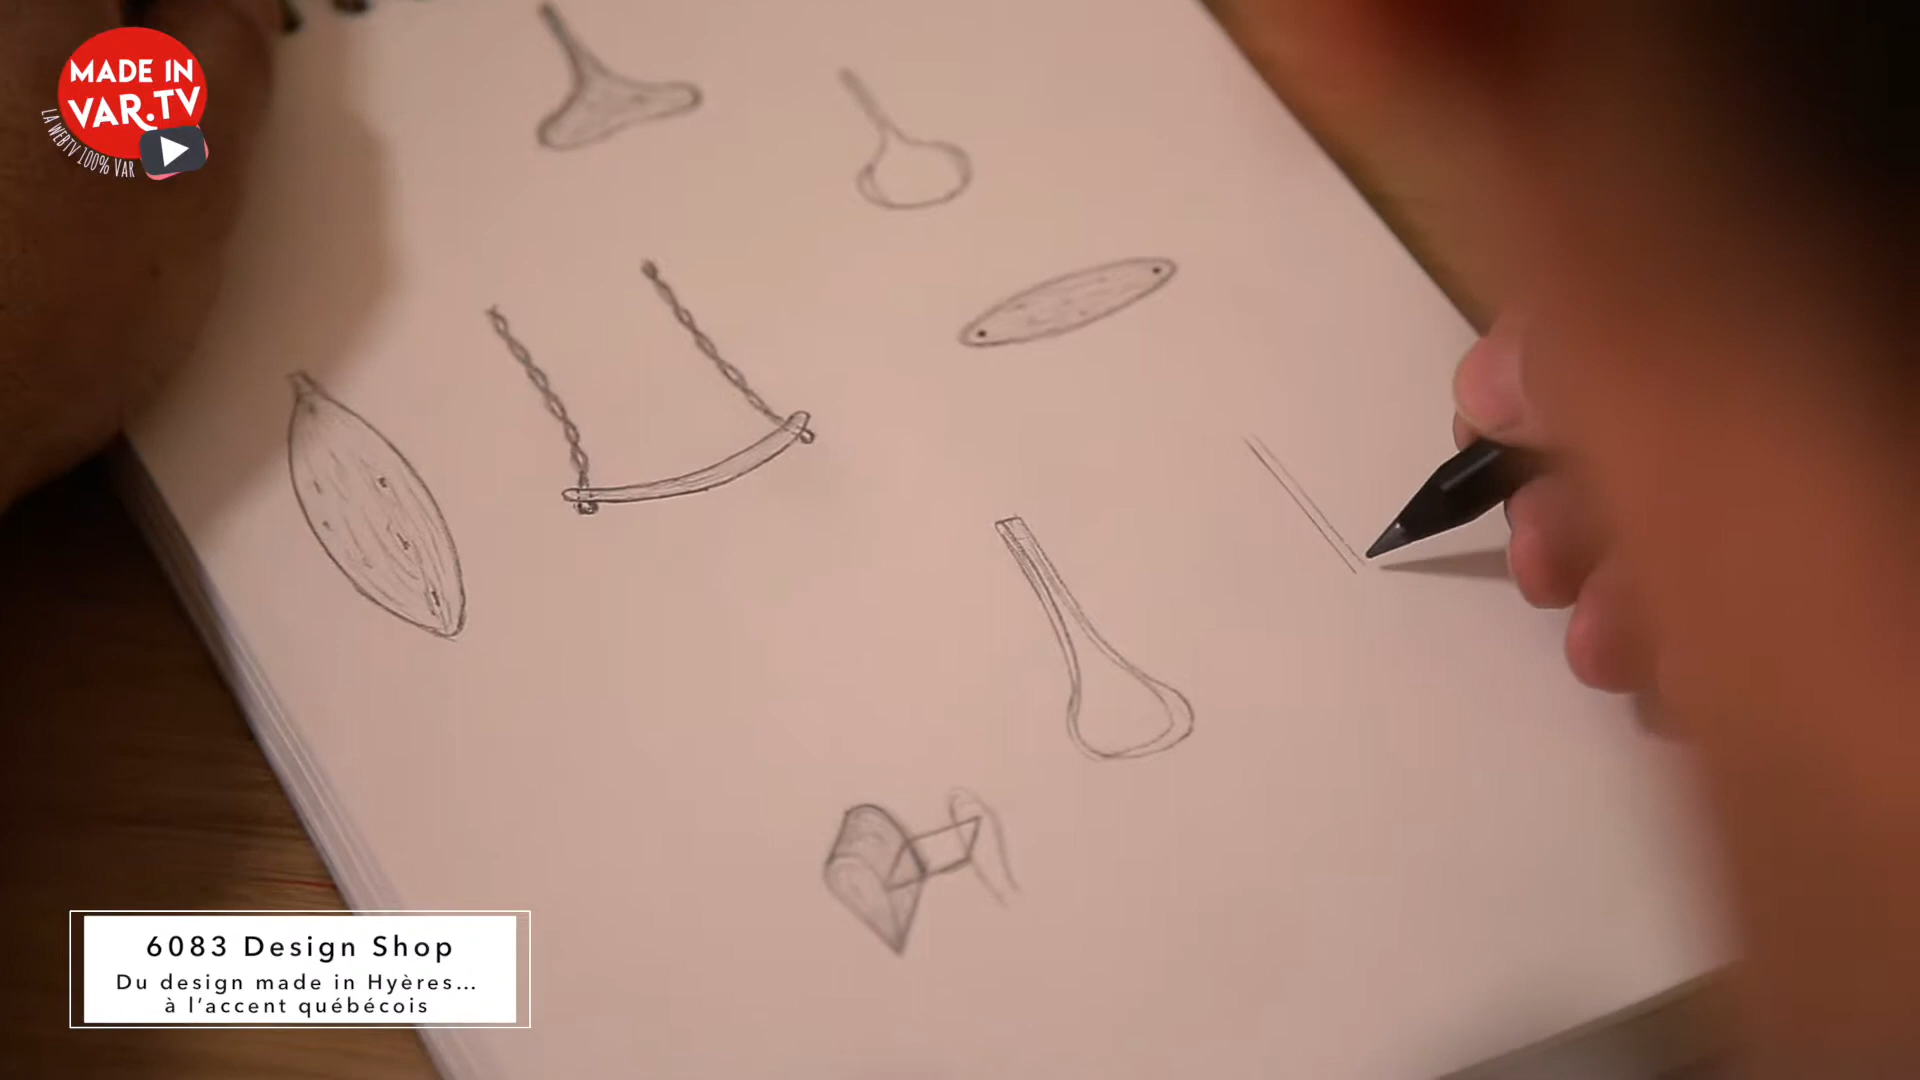 MADE IN
VAR.TV
LA WEBTV 100% VAR
6083 Design Shop
Du design made in Hyères...
à l'accent québécois